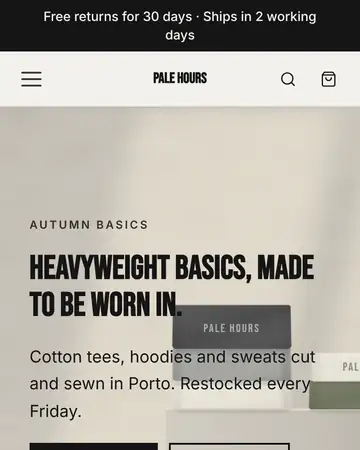 Free returns for 30 days · Ships in 2 working
days
PALE HOURS
AUTUMN BASICS
HEAVYWEIGHT BASICS, MADE
TO BE WORN IN.
PALE HOURS
Cotton tees, hoodies and sweats cut
PAL
and sewn in Porto. Restocked every
Friday.